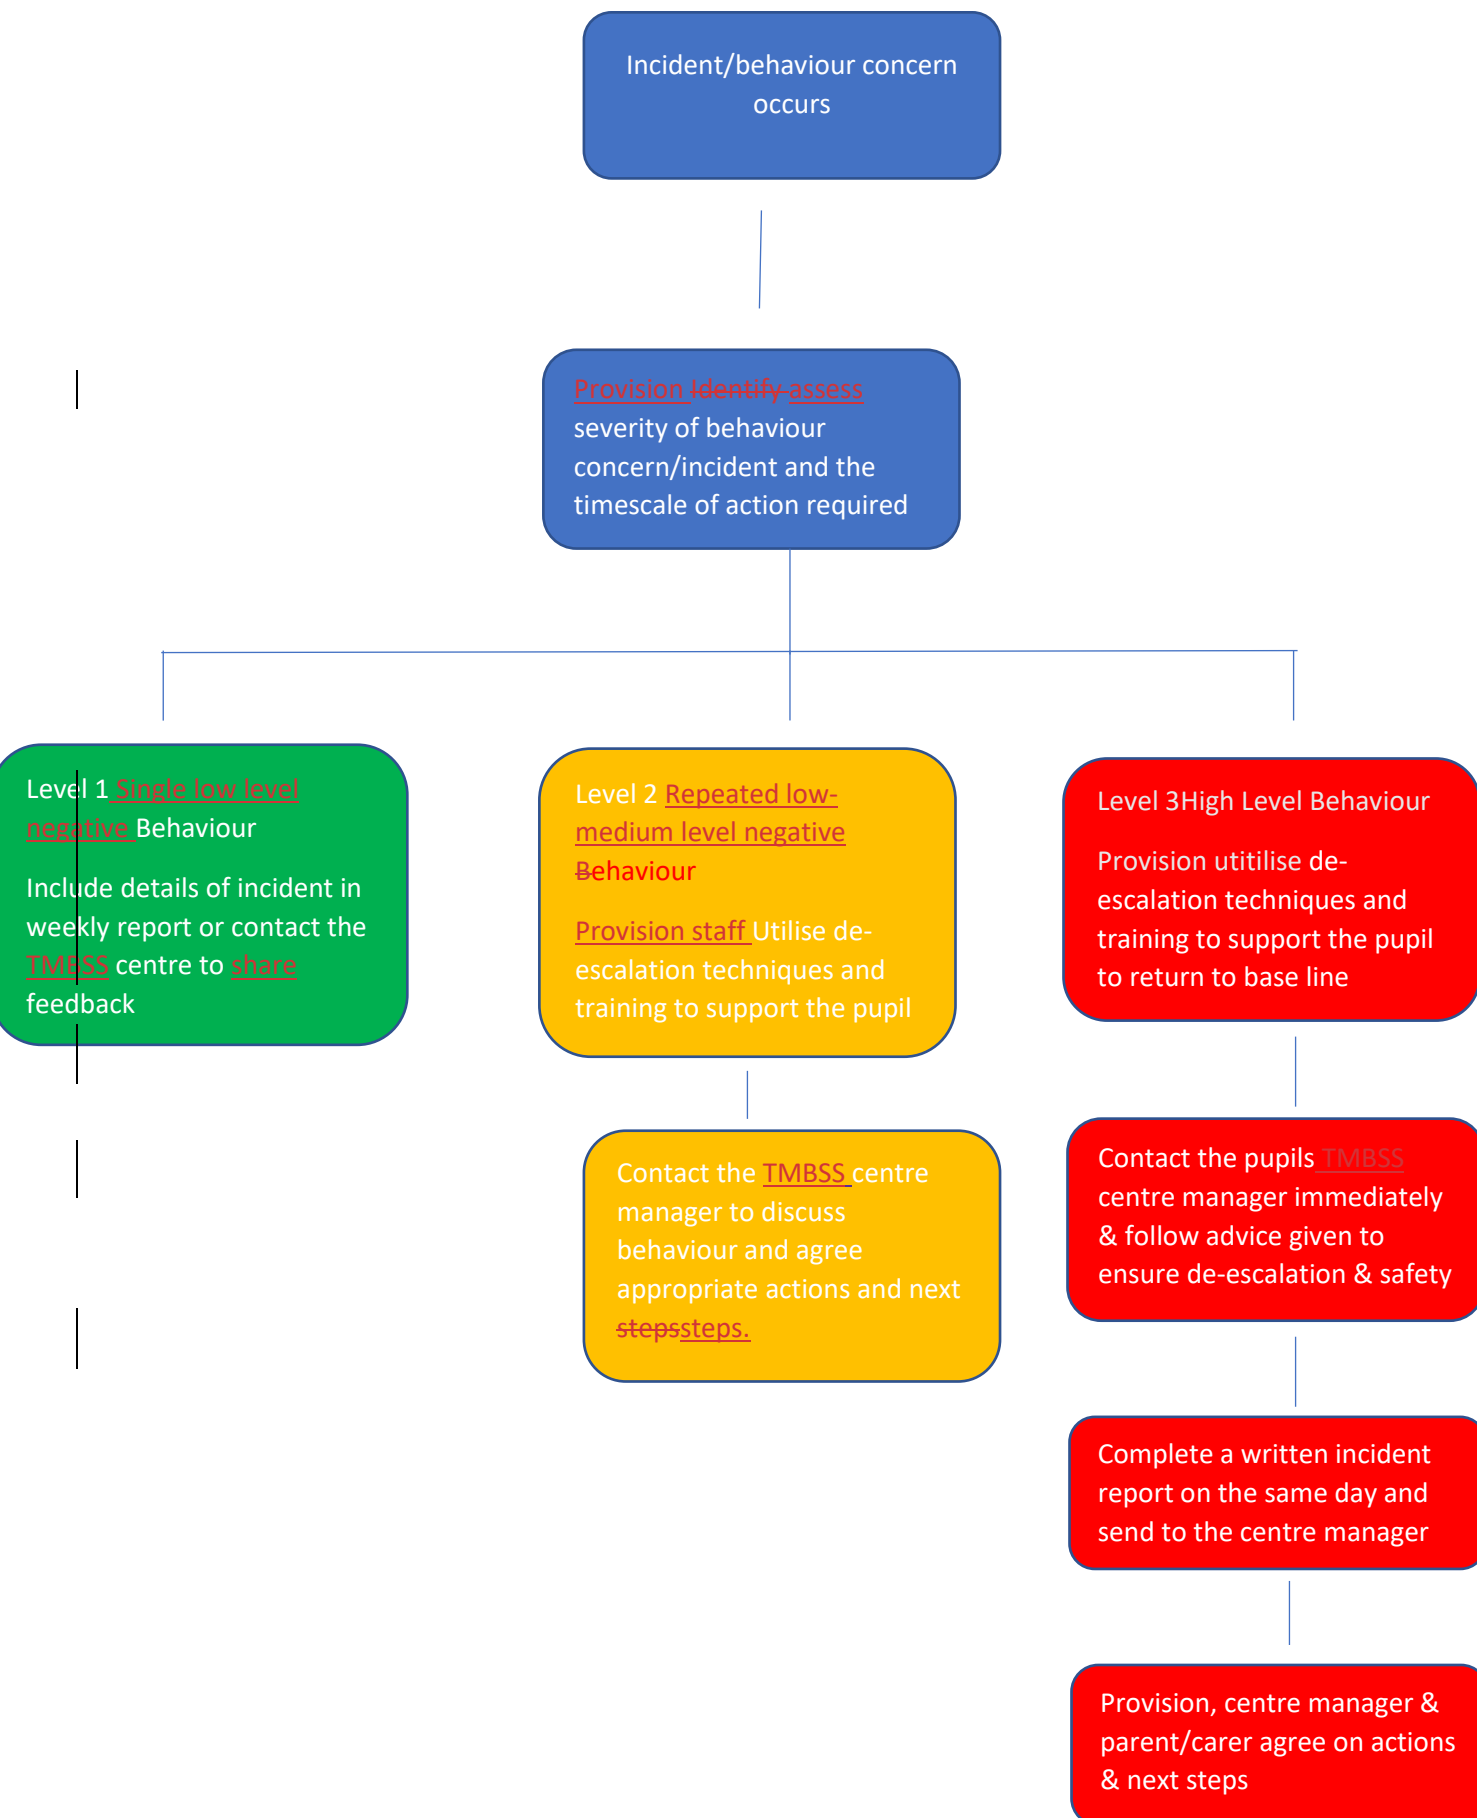 Incident/behaviour concern
occurs
Provision Identify assess
severity of behaviour
concern/incident and the
timescale of action required
Level 1 Single low level
negative Behaviour
Include details of incident in
weekly report or contact the
TMBSS centre to share
feedback
Level 2 Repeated low-
medium level negative
Behaviour
Provision staff Utilise de-
escalation techniques and
training to support the pupil
Contact the TMBSS centre
manager to discuss
behaviour and agree
appropriate actions and next
stepssteps.
Level 3High Level Behaviour
Provision utitilise de-
escalation techniques and
training to support the pupil
to return to base line
Contact the pupils TMBSS
centre manager immediately
& follow advice given to
ensure de-escalation & safety
Complete a written incident
report on the same day and
send to the centre manager
Provision, centre manager &
parent/carer agree on actions
& next steps